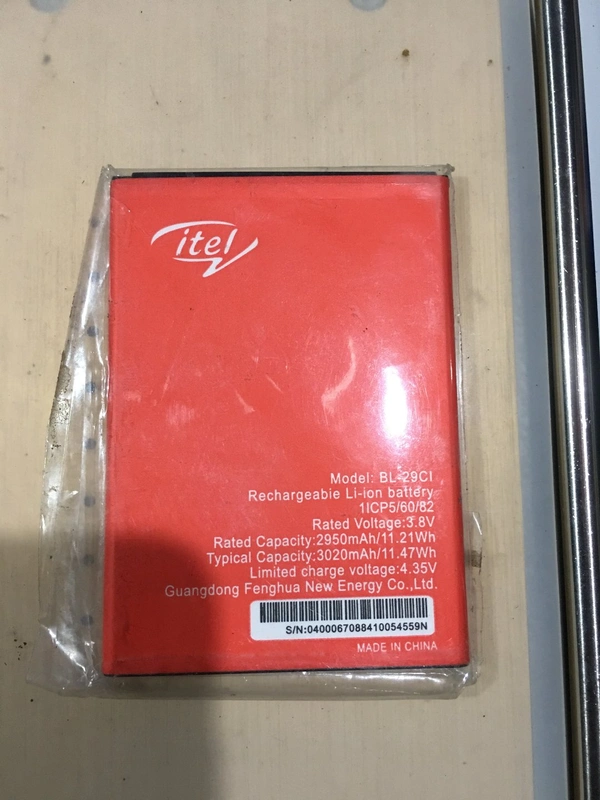 itel
Model: BL-29CI
Rechargeabie Li-ion battery
1ICP5/60/82
Rated Voltage:3.8V
Rated Capacity:2950mAh/11.21Wh
Typical Capacity:3020mAh/11.47Wh
Limited charge voltage:4.35V
Guangdong Fenghua New Energy Co.,Ltd.
S/N:0400067088410054559N
MADE IN CHINA